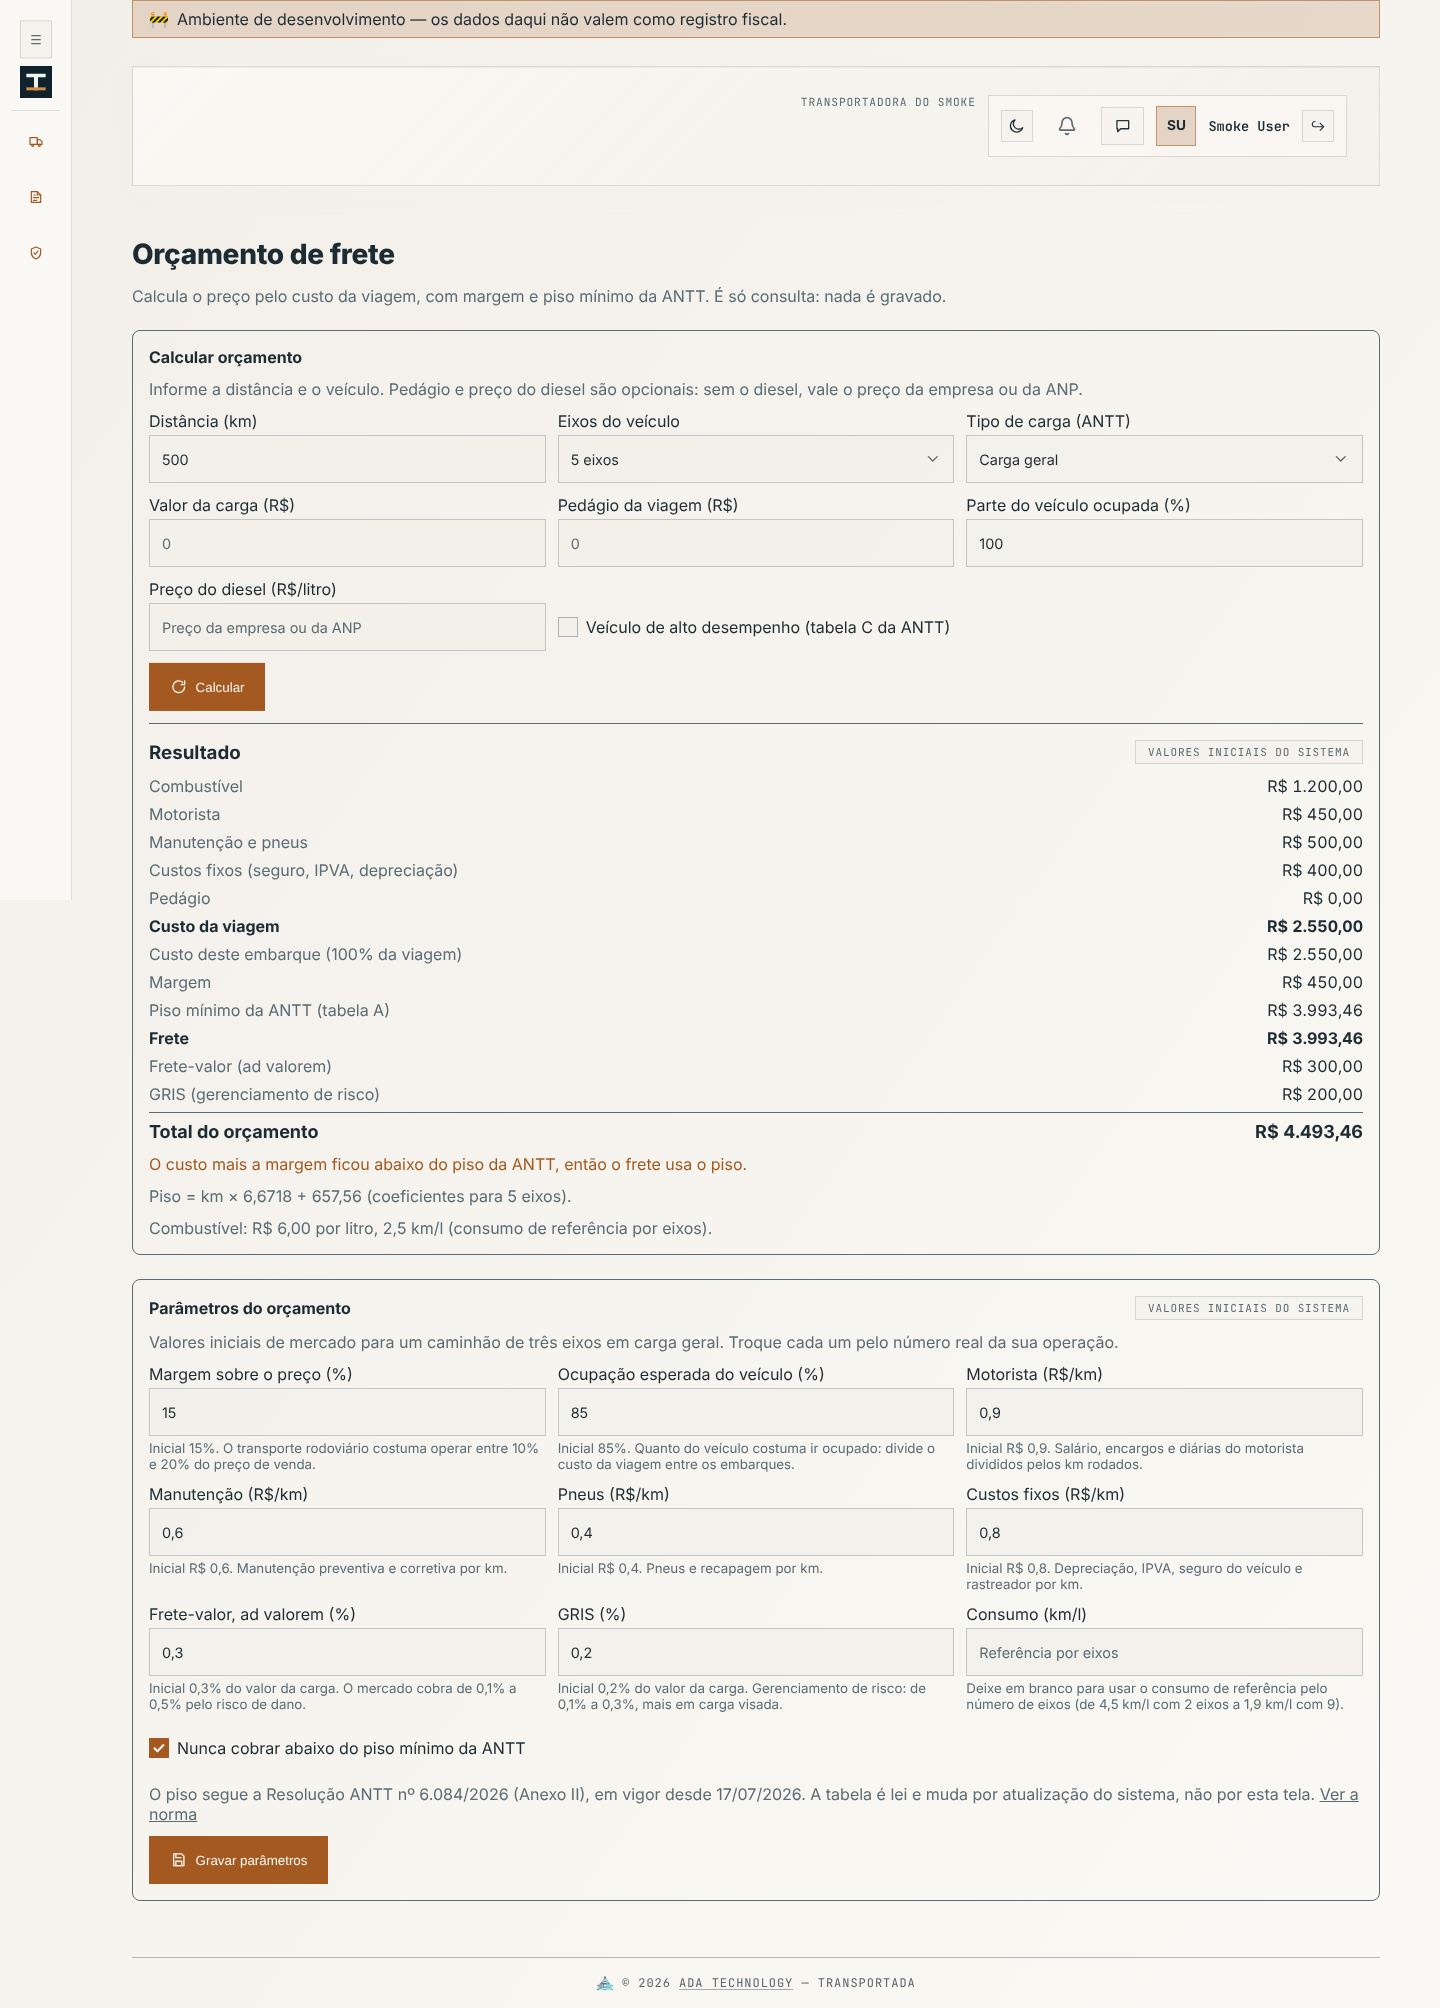 🚧 Ambiente de desenvolvimento — os dados daqui não valem como registro fiscal.
TRANSPORTADORA DO SMOKE
SU Smoke User
Orçamento de frete
Calcula o preço pelo custo da viagem, com margem e piso mínimo da ANTT. É só consulta: nada é gravado.
Calcular orçamento
Informe a distância e o veículo. Pedágio e preço do diesel são opcionais: sem o diesel, vale o preço da empresa ou da ANP.
Distância (km) Eixos do veículo Tipo de carga (ANTT)
500 5 eixos Carga geral
Valor da carga (R$) Pedágio da viagem (R$) Parte do veículo ocupada (%)
0 0 100
Preço do diesel (R$/litro)
Preço da empresa ou da ANP Veículo de alto desempenho (tabela C da ANTT)
Calcular
Resultado VALORES INICIAIS DO SISTEMA
Combustível R$ 1.200,00
Motorista R$ 450,00
Manutenção e pneus R$ 500,00
Custos fixos (seguro, IPVA, depreciação) R$ 400,00
Pedágio R$ 0,00
Custo da viagem R$ 2.550,00
Custo deste embarque (100% da viagem) R$ 2.550,00
Margem R$ 450,00
Piso mínimo da ANTT (tabela A) R$ 3.993,46
Frete R$ 3.993,46
Frete-valor (ad valorem) R$ 300,00
GRIS (gerenciamento de risco) R$ 200,00
Total do orçamento R$ 4.493,46
O custo mais a margem ficou abaixo do piso da ANTT, então o frete usa o piso.
Piso = km × 6,6718 + 657,56 (coeficientes para 5 eixos).
Combustível: R$ 6,00 por litro, 2,5 km/l (consumo de referência por eixos).
Parâmetros do orçamento VALORES INICIAIS DO SISTEMA
Valores iniciais de mercado para um caminhão de três eixos em carga geral. Troque cada um pelo número real da sua operação.
Margem sobre o preço (%) Ocupação esperada do veículo (%) Motorista (R$/km)
15 85 0,9
Inicial 15%. O transporte rodoviário costuma operar entre 10% Inicial 85%. Quanto do veículo costuma ir ocupado: divide o Inicial R$ 0,9. Salário, encargos e diárias do motorista
e 20% do preço de venda. custo da viagem entre os embarques. divididos pelos km rodados.
Manutenção (R$/km) Pneus (R$/km) Custos fixos (R$/km)
0,6 0,4 0,8
Inicial R$ 0,6. Manutenção preventiva e corretiva por km. Inicial R$ 0,4. Pneus e recapagem por km. Inicial R$ 0,8. Depreciação, IPVA, seguro do veículo e
rastreador por km.
Frete-valor, ad valorem (%) GRIS (%) Consumo (km/l)
0,3 0,2 Referência por eixos
Inicial 0,3% do valor da carga. O mercado cobra de 0,1% a Inicial 0,2% do valor da carga. Gerenciamento de risco: de Deixe em branco para usar o consumo de referência pelo
0,5% pelo risco de dano. 0,1% a 0,3%, mais em carga visada. número de eixos (de 4,5 km/l com 2 eixos a 1,9 km/l com 9).
Nunca cobrar abaixo do piso mínimo da ANTT
O piso segue a Resolução ANTT nº 6.084/2026 (Anexo II), em vigor desde 17/07/2026. A tabela é lei e muda por atualização do sistema, não por esta tela. Ver a
norma
Gravar parâmetros
© 2026 ADA TECHNOLOGY — TRANSPORTADA